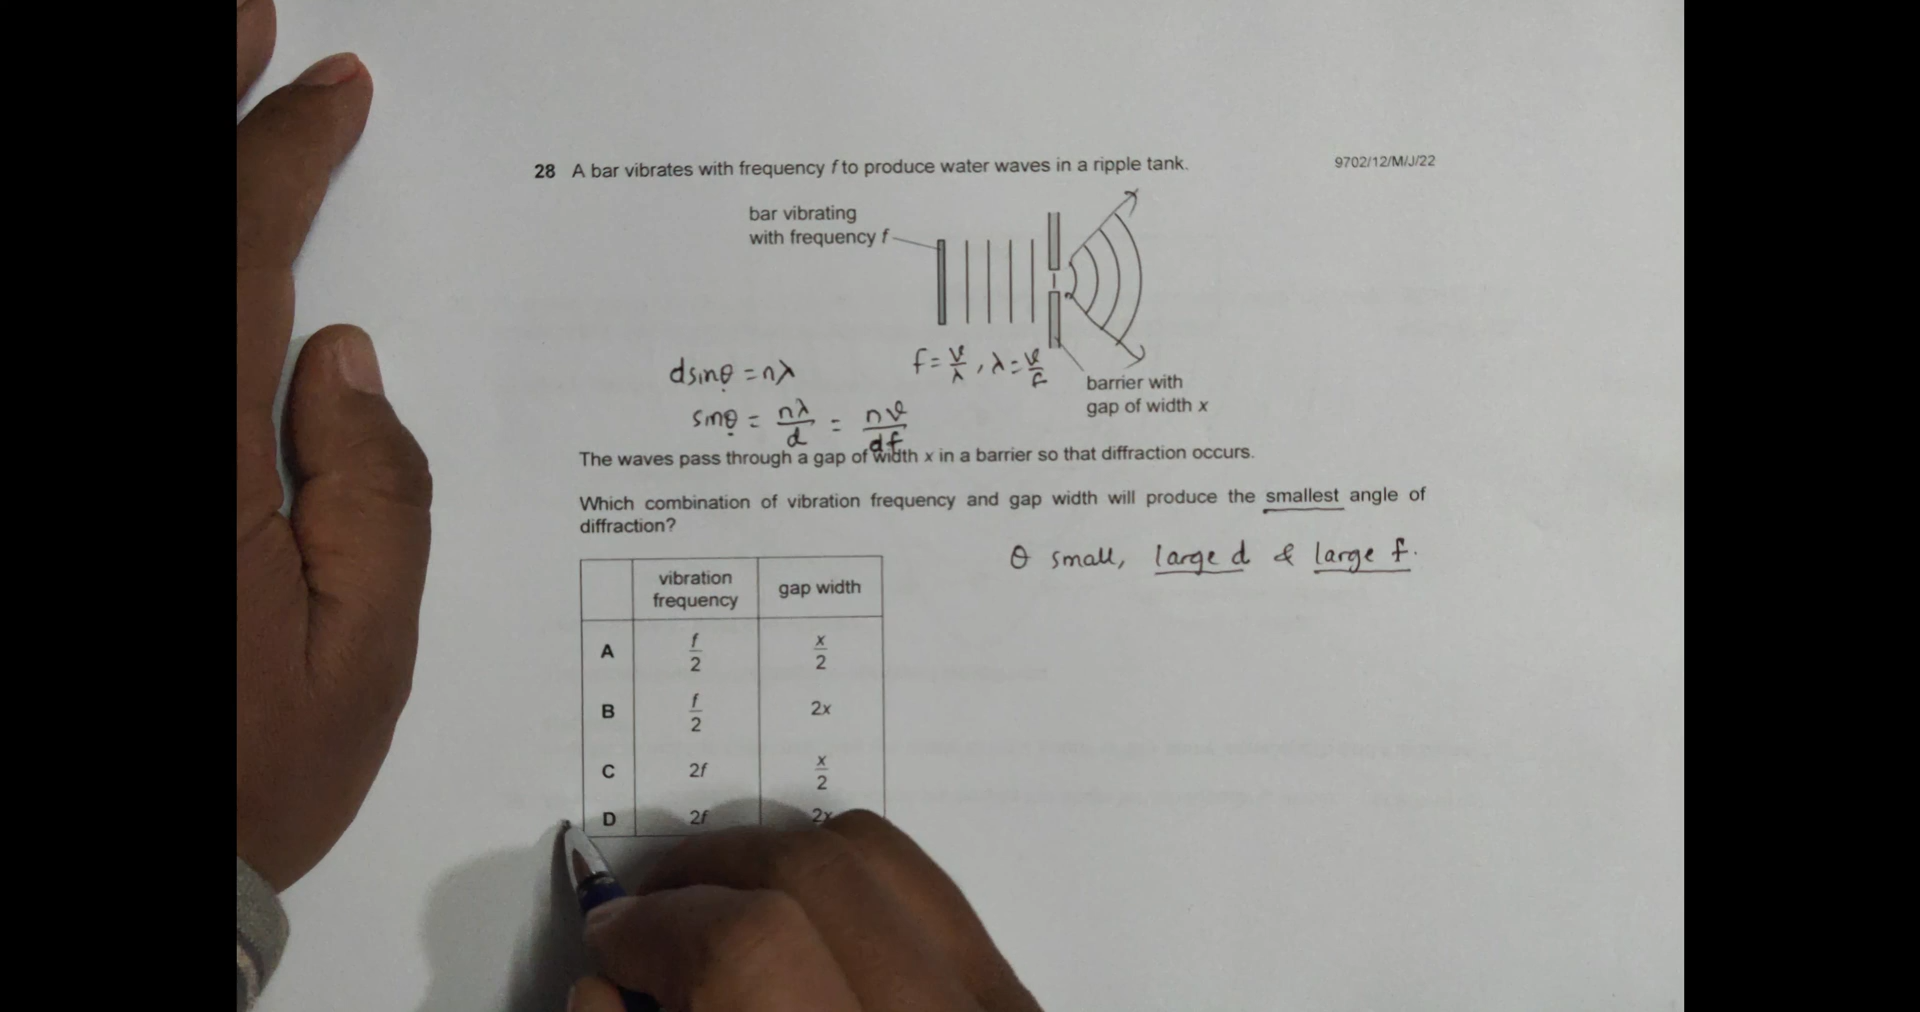 28 A bar vibrates with frequency f to produce water waves in a ripple tank.
9702/12/M/J/22
bar vibrating
with frequency f
dsinθ = nλ
f = v/λ , λ = v/f
barrier with
gap of width x
sinθ = nλ/d = nv/df
The waves pass through a gap of width x in a barrier so that diffraction occurs.
Which combination of vibration frequency and gap width will produce the smallest angle of
diffraction?
θ small, large d & large f.
vibration
frequency
gap width
A f/2 x/2
B f/2 2x
C 2f x/2
D 2f 2x